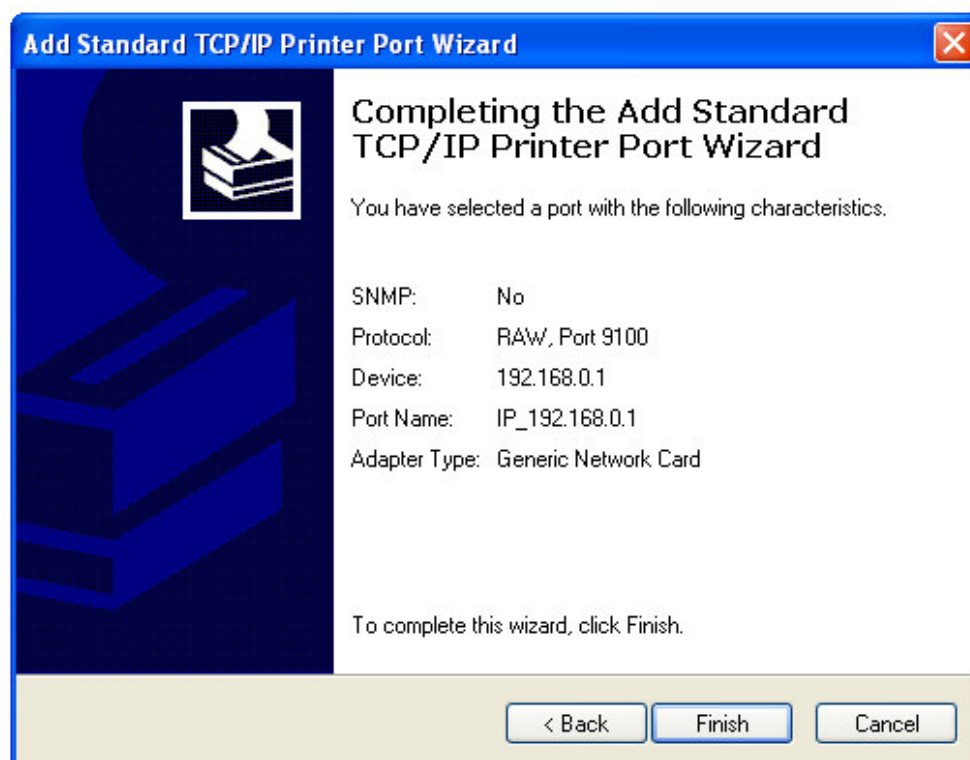 Add Standard TCP/IP Printer Port Wizard
Completing the Add Standard
TCP/IP Printer Port Wizard
You have selected a port with the following characteristics.
SNMP: No
Protocol: RAW, Port 9100
Device: 192.168.0.1
Port Name: IP_192.168.0.1
Adapter Type: Generic Network Card
To complete this wizard, click Finish.
< Back Finish Cancel